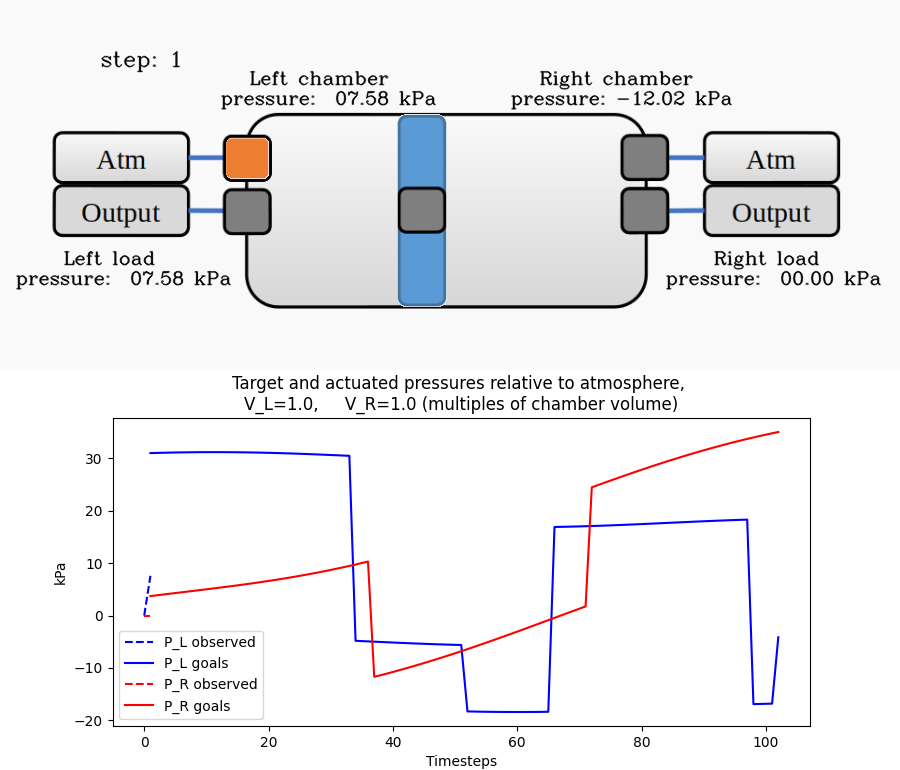 step: 1
Left chamber
pressure: 07.58 kPa
Right chamber
pressure: −12.02 kPa
Atm
Output
Atm
Output
Left load
pressure: 07.58 kPa
Right load
pressure: 00.00 kPa
Target and actuated pressures relative to atmosphere,
V_L=1.0, V_R=1.0 (multiples of chamber volume)
30
20
10
0
−10
−20
kPa
P_L observed
P_L goals
P_R observed
P_R goals
0 20 40 60 80 100
Timesteps